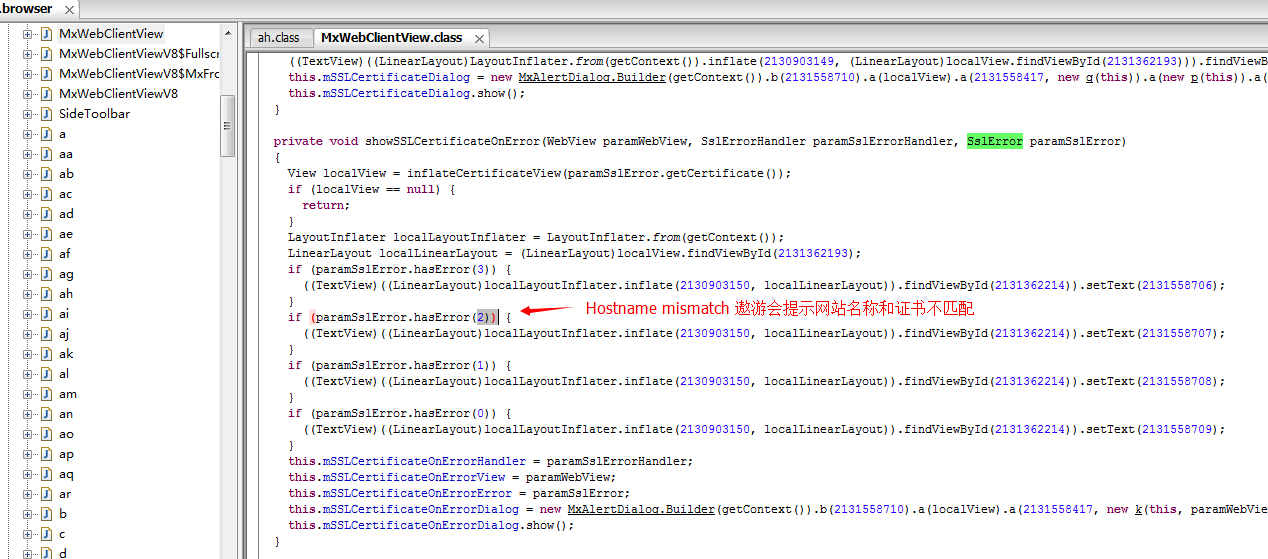 .browser
MxWebClientView
MxWebClientViewV8$Fullscr
MxWebClientViewV8$MxFro
MxWebClientViewV8
SideToolbar
a
aa
ab
ac
ad
ae
af
ag
ah
ai
aj
ak
al
am
an
ao
ap
aq
ar
b
c
d
ah.class
MxWebClientView.class
((TextView)((LinearLayout)LayoutInflater.from(getContext()).inflate(2130903149, (LinearLayout)localView.findViewById(2131362193))).findViewB
this.mSSLCertificateDialog = new MxAlertDialog.Builder(getContext()).b(2131558710).a(localView).a(2131558417, new q(this)).a(new p(this)).a(
this.mSSLCertificateDialog.show();
}
private void showSSLCertificateOnError(WebView paramWebView, SslErrorHandler paramSslErrorHandler, SslError paramSslError)
{
View localView = inflateCertificateView(paramSslError.getCertificate());
if (localView == null) {
return;
}
LayoutInflater localLayoutInflater = LayoutInflater.from(getContext());
LinearLayout localLinearLayout = (LinearLayout)localView.findViewById(2131362193);
if (paramSslError.hasError(3)) {
((TextView)((LinearLayout)localLayoutInflater.inflate(2130903150, localLinearLayout)).findViewById(2131362214)).setText(2131558706);
}
if (paramSslError.hasError(2)) {
Hostname mismatch 遨游会提示网站名称和证书不匹配
((TextView)((LinearLayout)localLayoutInflater.inflate(2130903150, localLinearLayout)).findViewById(2131362214)).setText(2131558707);
}
if (paramSslError.hasError(1)) {
((TextView)((LinearLayout)localLayoutInflater.inflate(2130903150, localLinearLayout)).findViewById(2131362214)).setText(2131558708);
}
if (paramSslError.hasError(0)) {
((TextView)((LinearLayout)localLayoutInflater.inflate(2130903150, localLinearLayout)).findViewById(2131362214)).setText(2131558709);
}
this.mSSLCertificateOnErrorHandler = paramSslErrorHandler;
this.mSSLCertificateOnErrorView = paramWebView;
this.mSSLCertificateOnErrorError = paramSslError;
this.mSSLCertificateOnErrorDialog = new MxAlertDialog.Builder(getContext()).b(2131558710).a(localView).a(2131558417, new k(this, paramWebVie
this.mSSLCertificateOnErrorDialog.show();
}